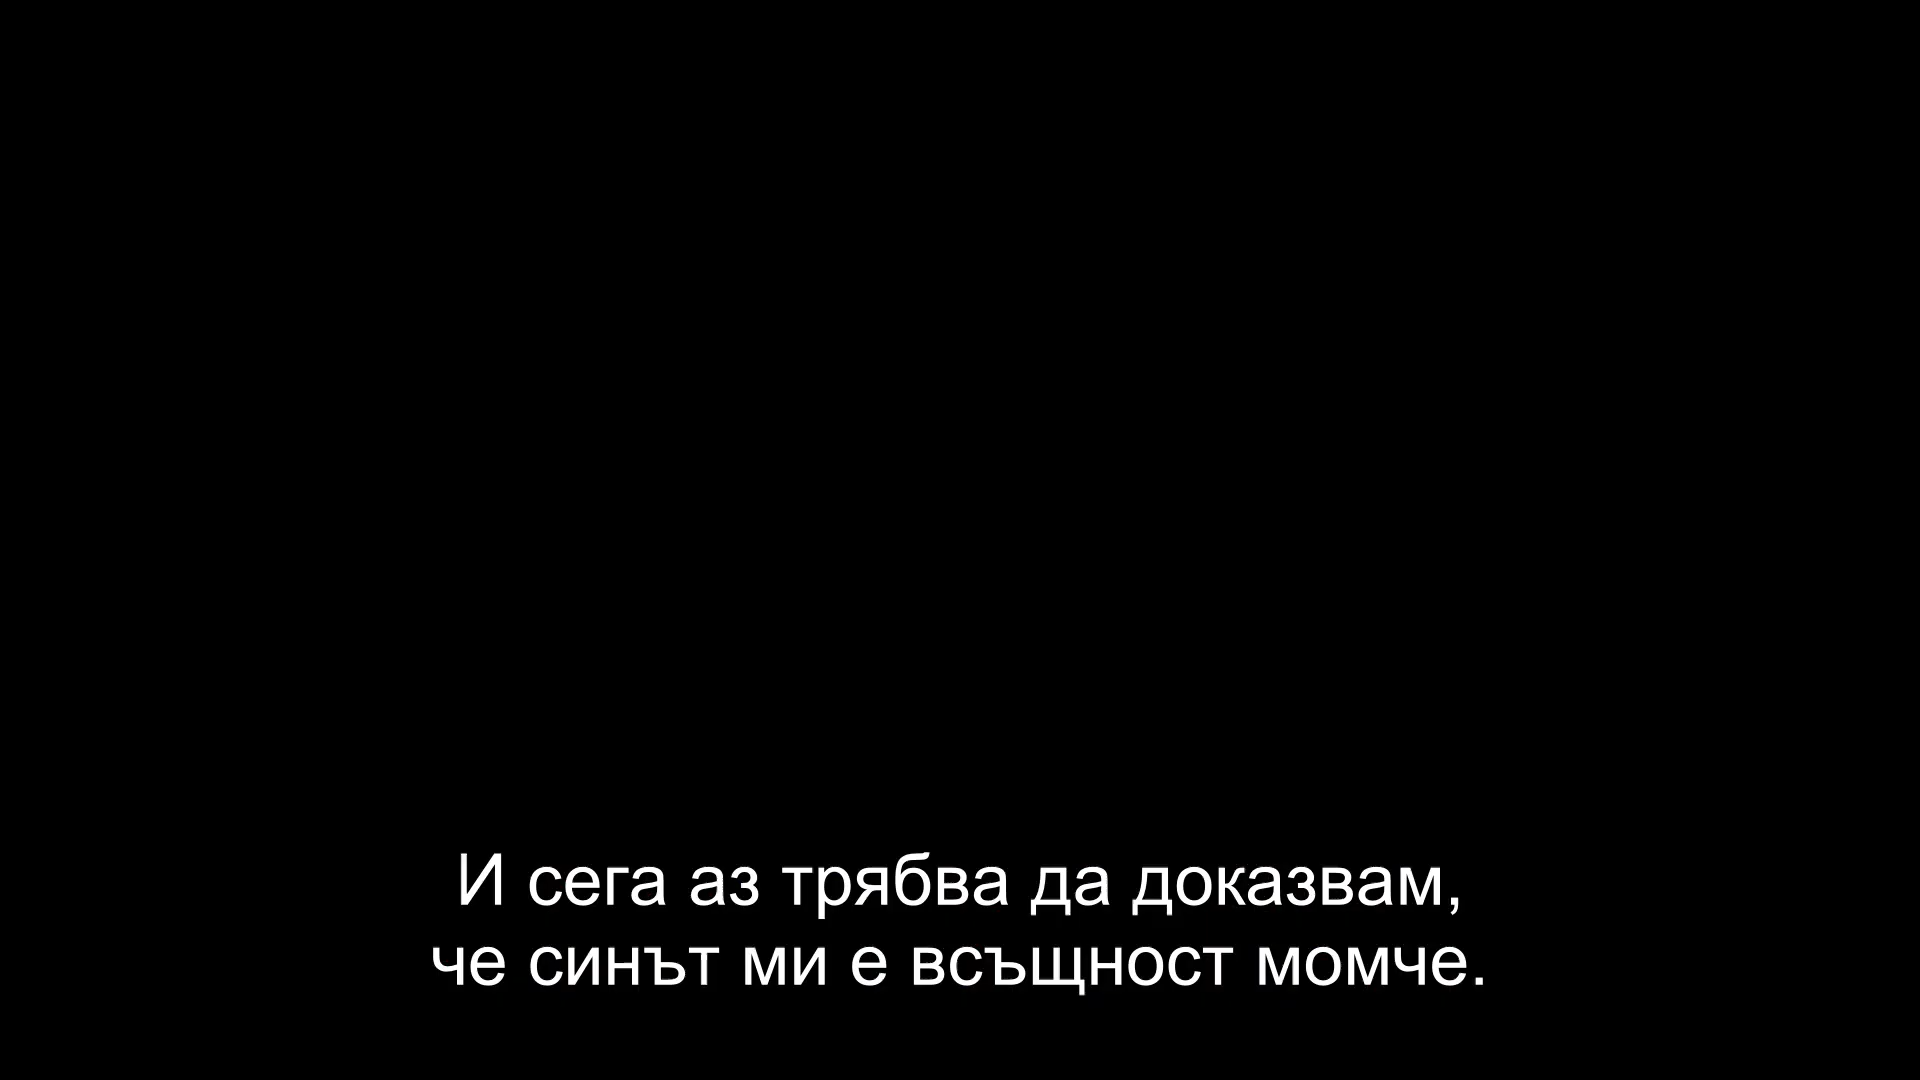 И сега аз трябва да доказвам,
че синът ми е всъщност момче.